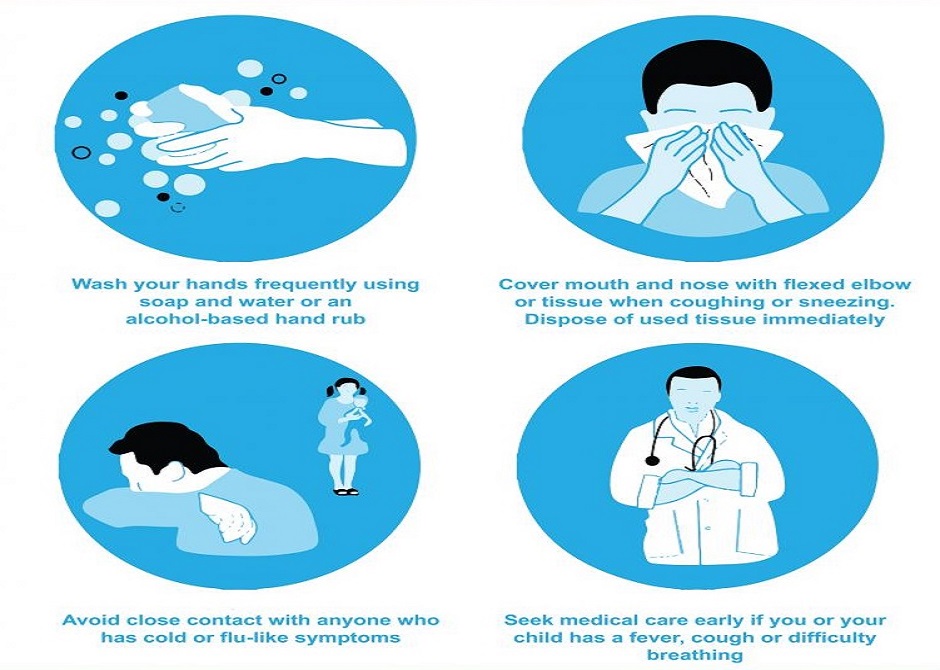 Wash your hands frequently using
soap and water or an
alcohol-based hand rub
Cover mouth and nose with flexed elbow
or tissue when coughing or sneezing.
Dispose of used tissue immediately
Avoid close contact with anyone who
has cold or flu-like symptoms
Seek medical care early if you or your
child has a fever, cough or difficulty
breathing